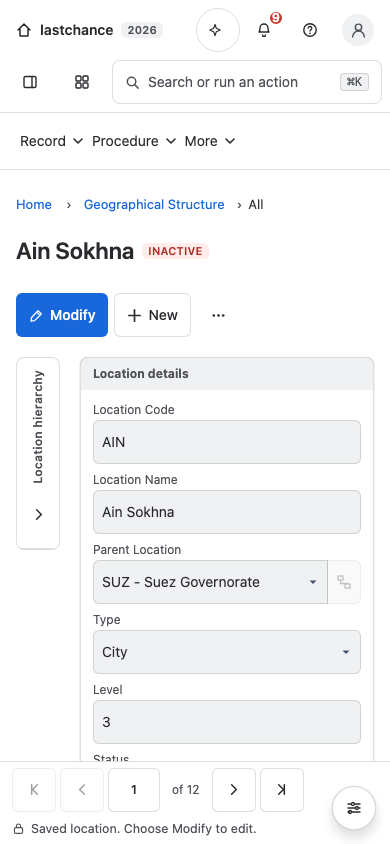 lastchance 2026 9
Search or run an action ⌘K
Record Procedure More
Home › Geographical Structure › All
Ain Sokhna INACTIVE
Modify New ...
Location hierarchy
Location details
Location Code
AIN
Location Name
Ain Sokhna
Parent Location
SUZ - Suez Governorate
Type
City
Level
3
Status
1 of 12
Saved location. Choose Modify to edit.